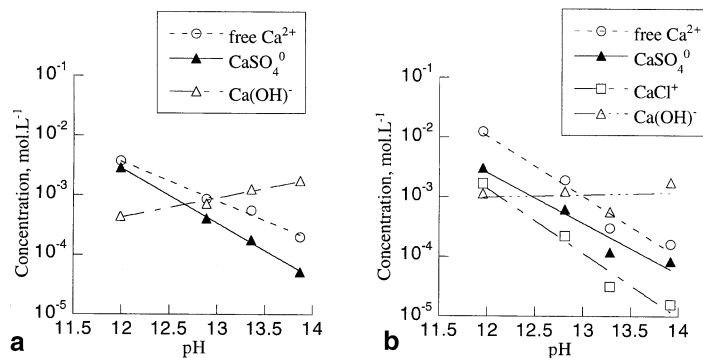 free Ca²⁺
CaSO₄⁰
Ca(OH)⁻
Concentration, mol.L⁻¹
10⁻¹
10⁻²
10⁻³
10⁻⁴
10⁻⁵
11.5 12 12.5 13 13.5 14
pH
a
free Ca²⁺
CaSO₄⁰
CaCl⁺
Ca(OH)⁻
Concentration, mol.L⁻¹
10⁻¹
10⁻²
10⁻³
10⁻⁴
10⁻⁵
11.5 12 12.5 13 13.5 14
pH
b